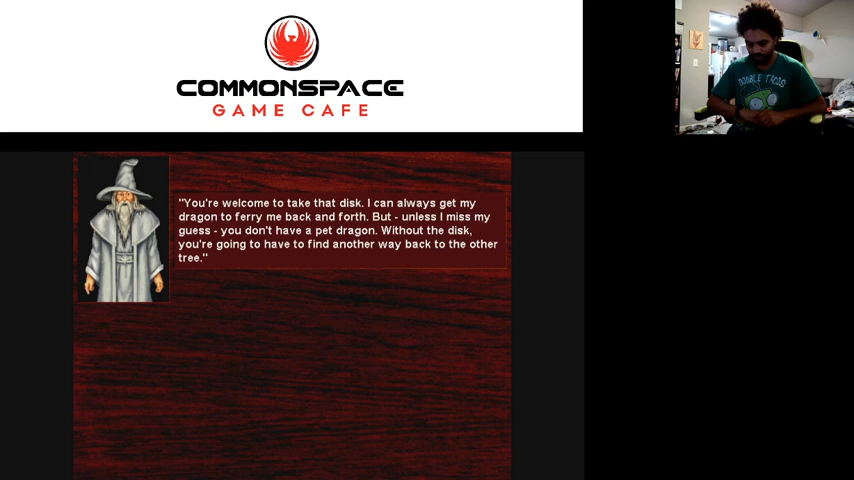 COMMONSPACE
GAME CAFE
DOUBLE TACOS
"You're welcome to take that disk. I can always get my
dragon to ferry me back and forth. But - unless I miss my
guess - you don't have a pet dragon. Without the disk,
you're going to have to find another way back to the other
tree."